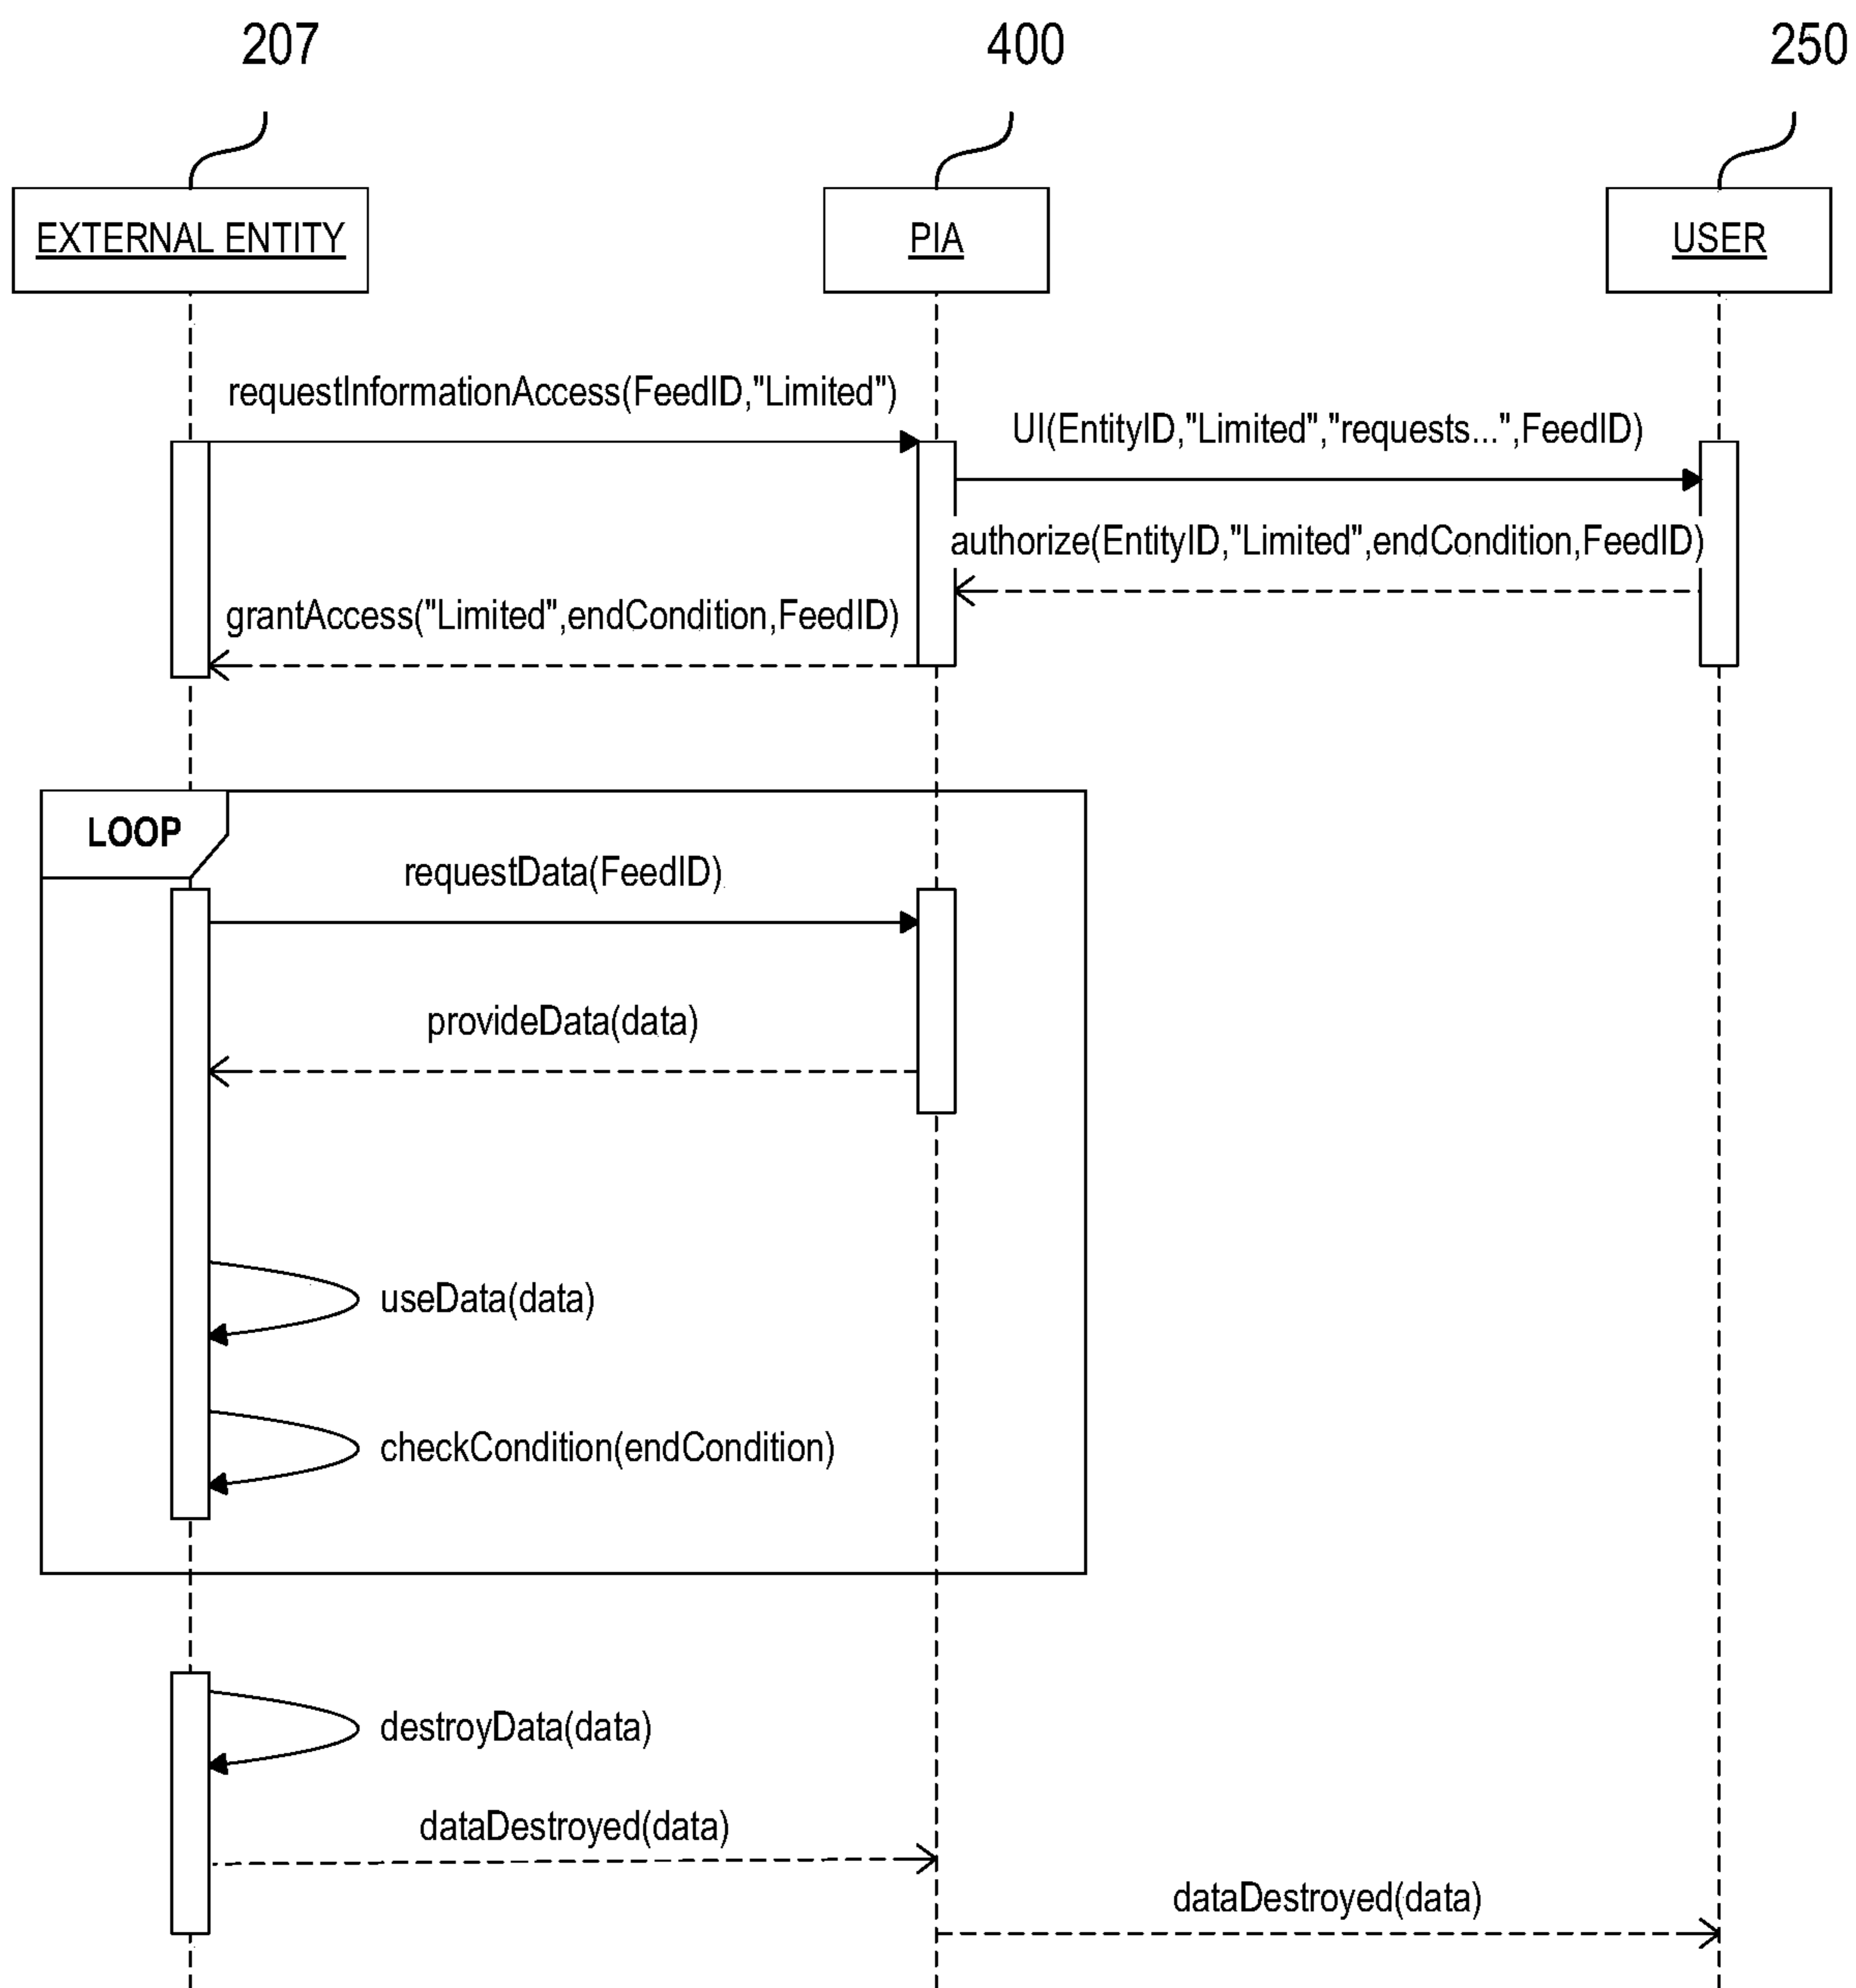 207
400
250
EXTERNAL ENTITY
PIA
USER
requestInformationAccess(FeedID,"Limited")
UI(EntityID,"Limited","requests...",FeedID)
authorize(EntityID,"Limited",endCondition,FeedID)
grantAccess("Limited",endCondition,FeedID)
LOOP
requestData(FeedID)
provideData(data)
useData(data)
checkCondition(endCondition)
destroyData(data)
dataDestroyed(data)
dataDestroyed(data)